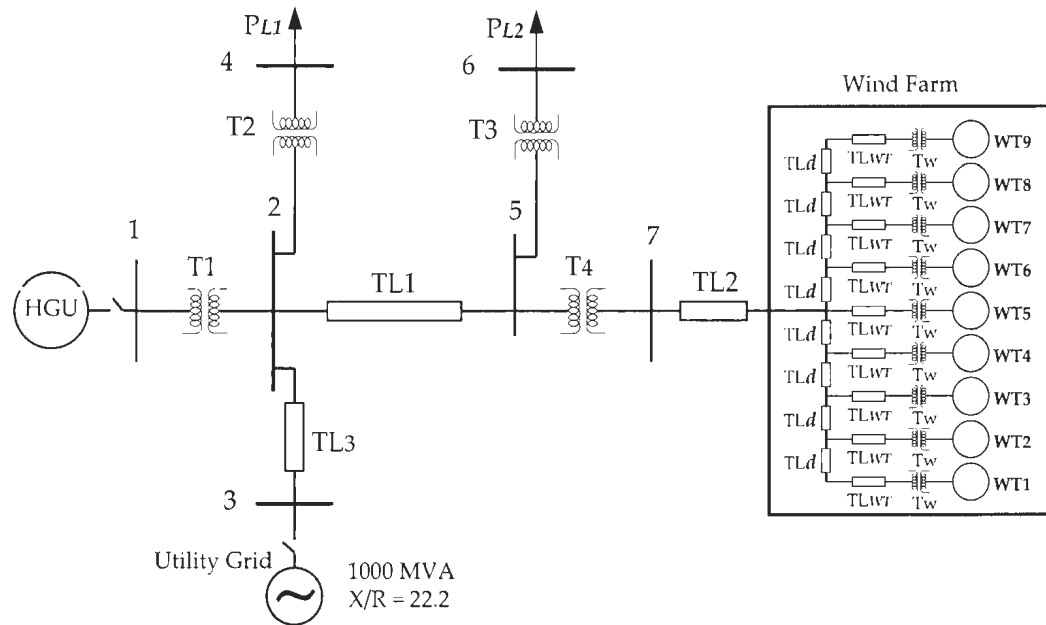 PL1
PL2
4
6
Wind Farm
T2
T3
TLWT
Tw
WT9
TLd
TLWT
Tw
WT8
TLd
2
5
TLWT
Tw
WT7
1
7
TLd
T1
T4
TLWT
Tw
WT6
TL1
TL2
TLd
HGU
TLWT
Tw
WT5
TLd
TLWT
Tw
WT4
TLd
TLWT
Tw
WT3
TL3
TLd
TLWT
Tw
WT2
TLd
3
TLWT
Tw
WT1
Utility Grid
1000 MVA
X/R = 22.2